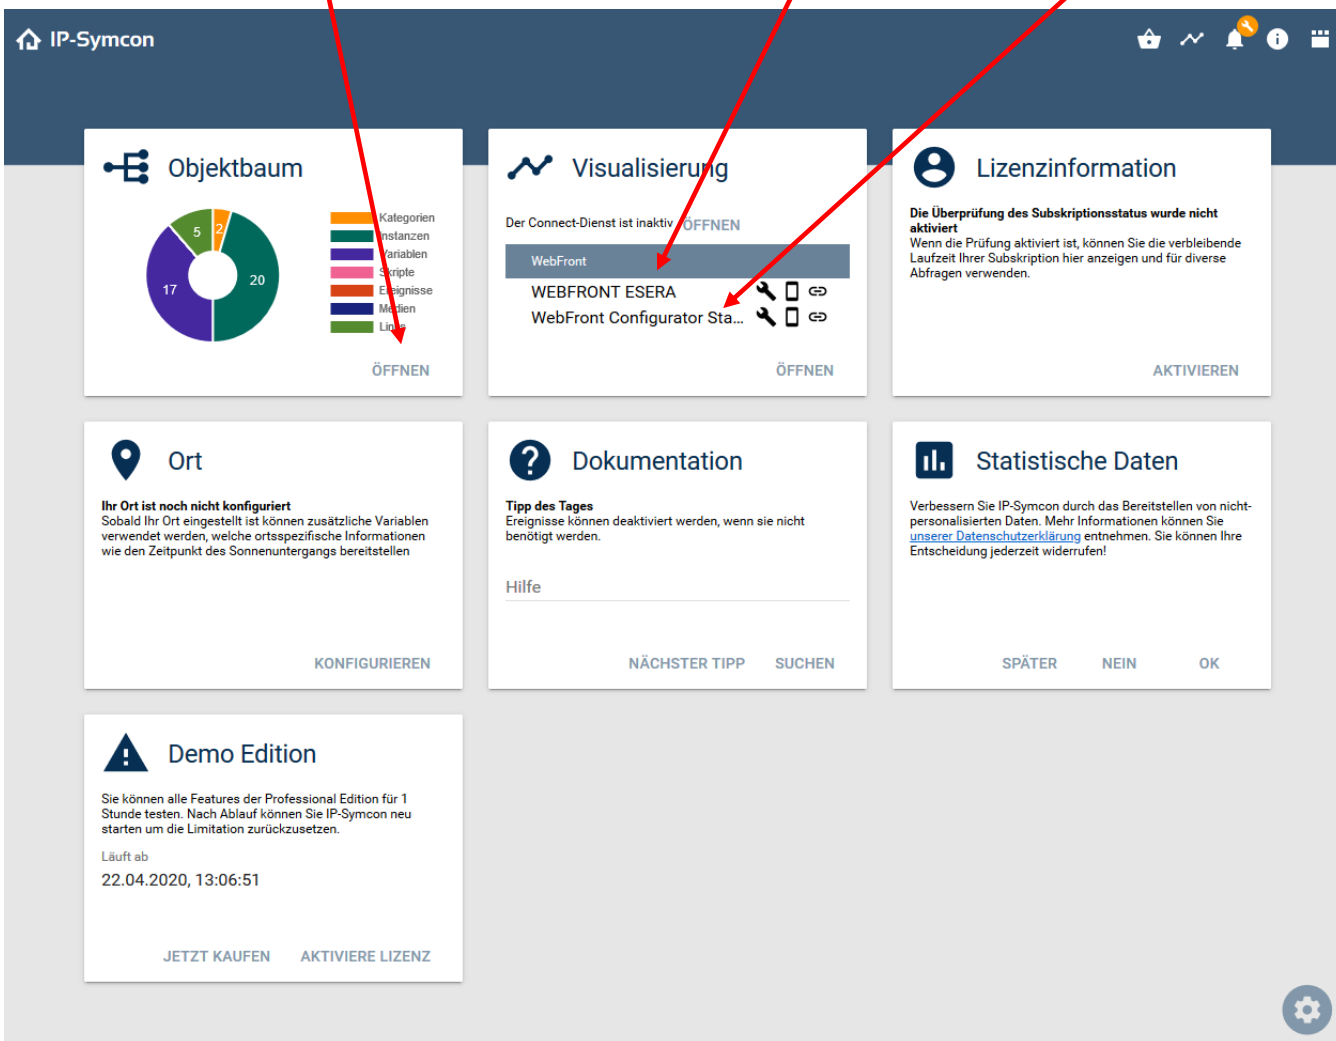 IP-Symcon
Objektbaum
5
2
17
20
Kategorien
Instanzen
Variablen
Skripte
Ereignisse
Medien
Links
ÖFFNEN
Visualisierung
Der Connect-Dienst ist inaktiv ÖFFNEN
WebFront
WEBFRONT ESERA
WebFront Configurator Sta...
ÖFFNEN
Lizenzinformation
Die Überprüfung des Subskriptionsstatus wurde nicht
aktiviert
Wenn die Prüfung aktiviert ist, können Sie die verbleibende
Laufzeit Ihrer Subskription hier anzeigen und für diverse
Abfragen verwenden.
AKTIVIEREN
Ort
Ihr Ort ist noch nicht konfiguriert
Sobald Ihr Ort eingestellt ist können zusätzliche Variablen
verwendet werden, welche ortsspezifische Informationen
wie den Zeitpunkt des Sonnenuntergangs bereitstellen
KONFIGURIEREN
Dokumentation
Tipp des Tages
Ereignisse können deaktiviert werden, wenn sie nicht
benötigt werden.
Hilfe
NÄCHSTER TIPP SUCHEN
Statistische Daten
Verbessern Sie IP-Symcon durch das Bereitstellen von nicht-
personalisierten Daten. Mehr Informationen können Sie
unserer Datenschutzerklärung entnehmen. Sie können Ihre
Entscheidung jederzeit widerrufen!
SPÄTER NEIN OK
Demo Edition
Sie können alle Features der Professional Edition für 1
Stunde testen. Nach Ablauf können Sie IP-Symcon neu
starten um die Limitation zurückzusetzen.
Läuft ab
22.04.2020, 13:06:51
JETZT KAUFEN AKTIVIERE LIZENZ